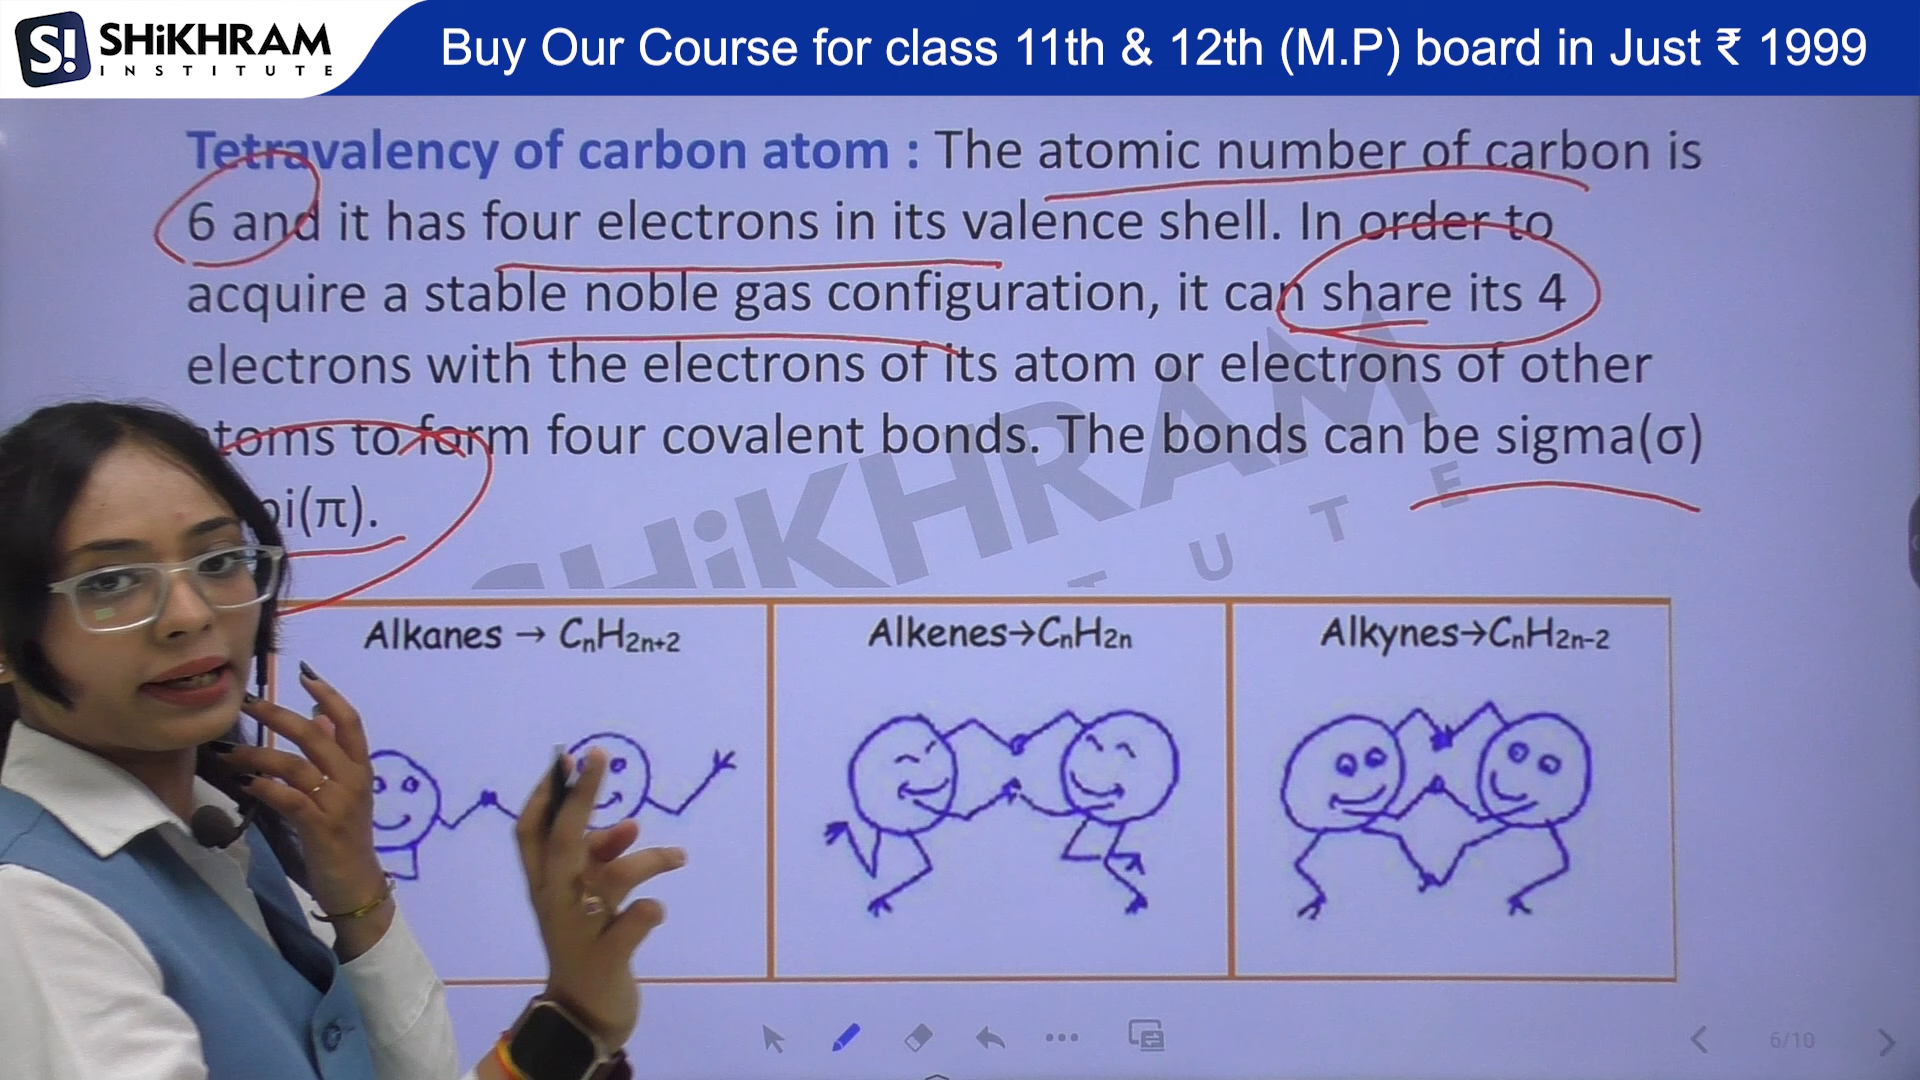 S!
SHiKHRAM
INSTITUTE
Buy Our Course for class 11th & 12th (M.P) board in Just ₹ 1999
Tetravalency of carbon atom : The atomic number of carbon is
6 and it has four electrons in its valence shell. In order to
acquire a stable noble gas configuration, it can share its 4
electrons with the electrons of its atom or electrons of other
toms to form four covalent bonds. The bonds can be sigma(σ)
pi(π).
SHiKHRAM
T U T E
Alkanes → CnH2n+2
Alkenes→CnH2n
Alkynes→CnH2n-2
6/10